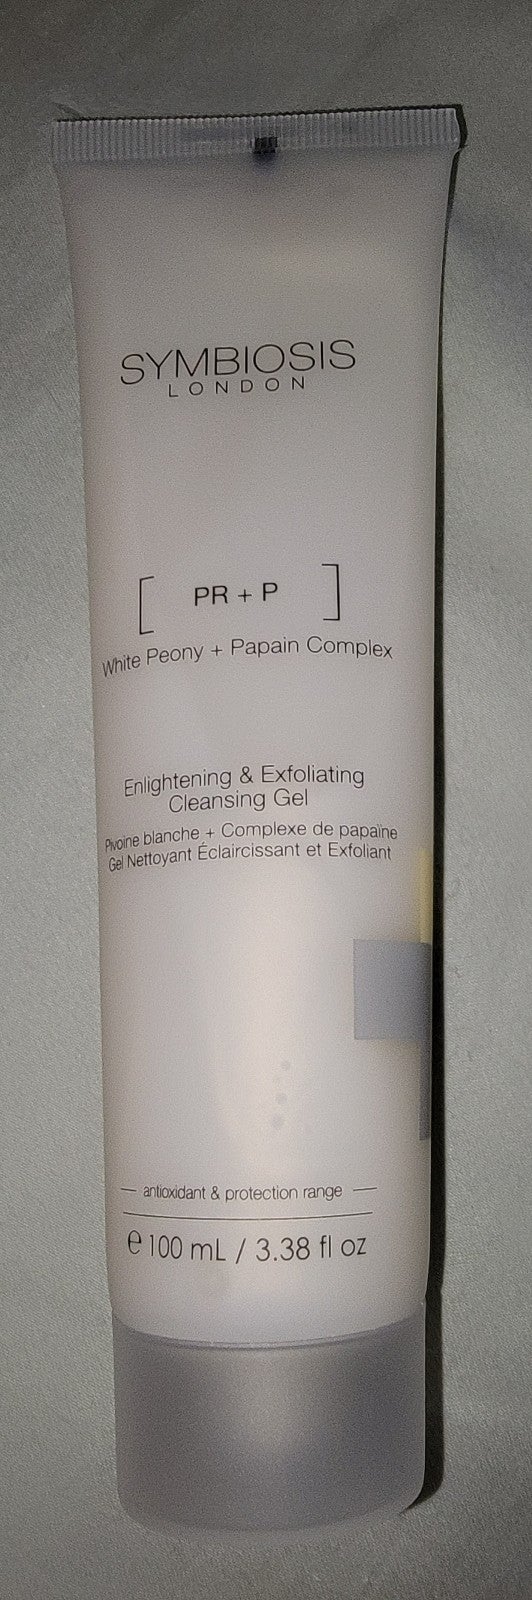 SYMBIOSIS
LONDON
[ PR + P ]
White Peony + Papain Complex
Enlightening & Exfoliating
Cleansing Gel
Pivoine blanche + Complexe de papaïne
Gel Nettoyant Éclaircissant et Exfoliant
antioxidant & protection range
℮ 100 mL / 3.38 fl oz